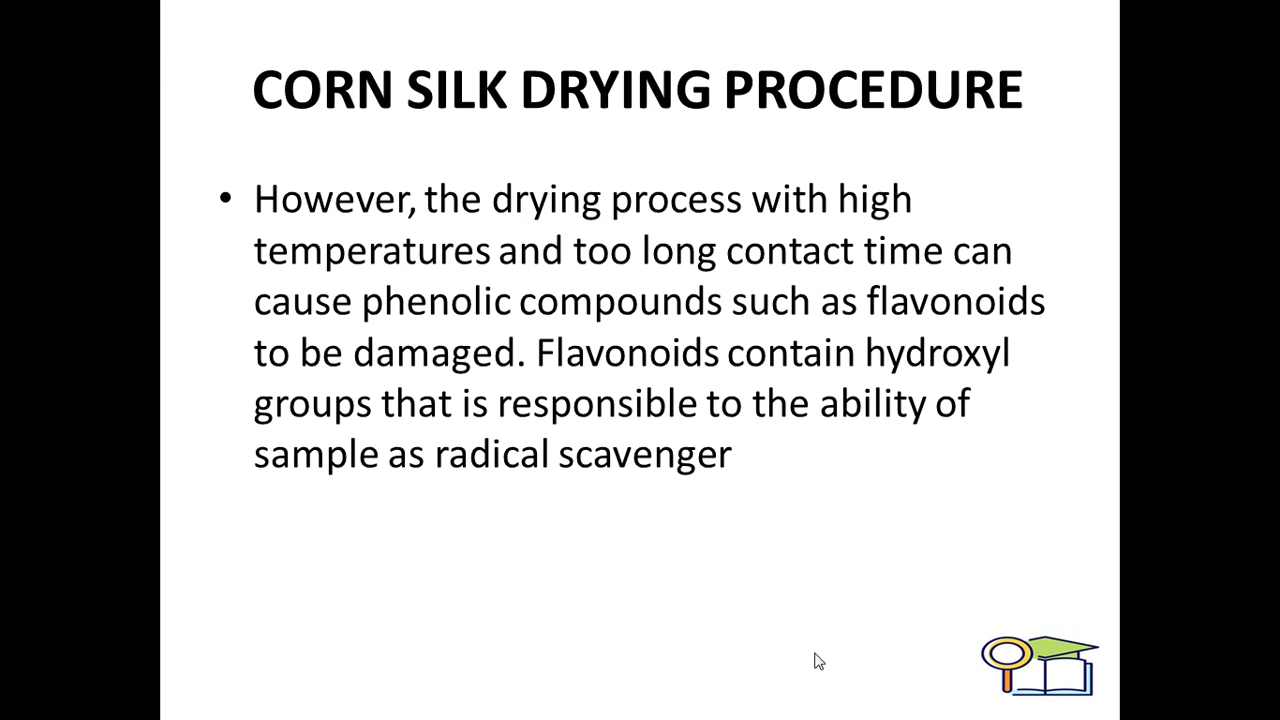 CORN SILK DRYING PROCEDURE
• However, the drying process with high
temperatures and too long contact time can
cause phenolic compounds such as flavonoids
to be damaged. Flavonoids contain hydroxyl
groups that is responsible to the ability of
sample as radical scavenger